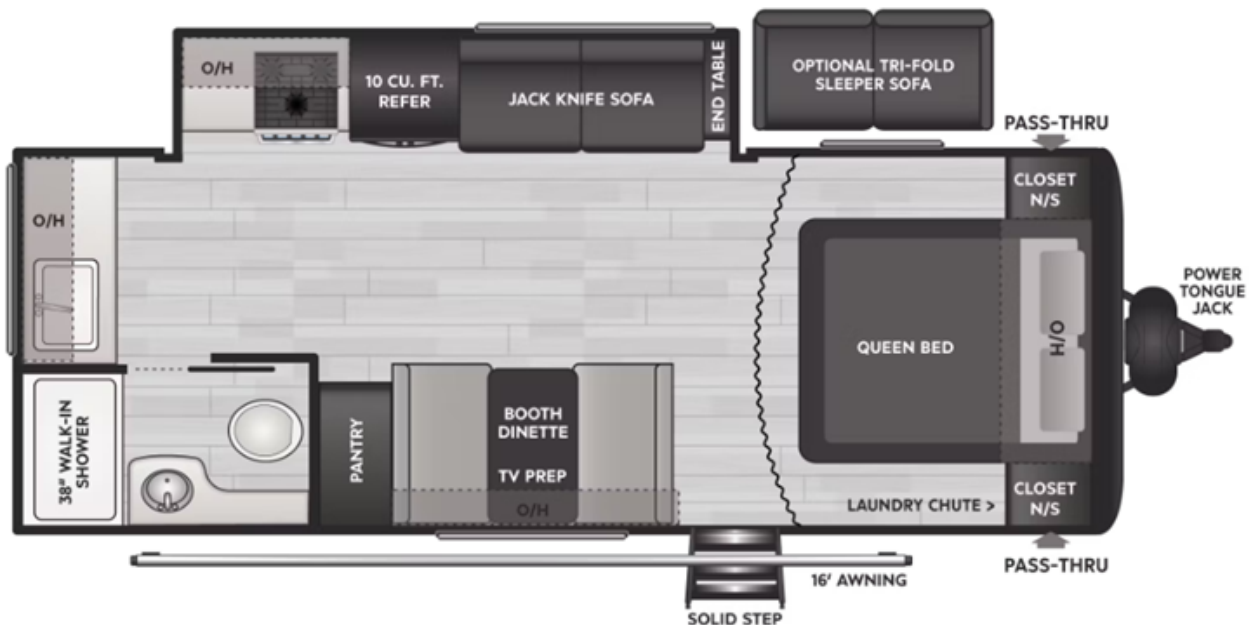 O/H
10 CU. FT.
REFER
JACK KNIFE SOFA
END TABLE
OPTIONAL TRI-FOLD
SLEEPER SOFA
PASS-THRU
CLOSET
N/S
O/H
POWER
TONGUE
JACK
QUEEN BED
O/H
38" WALK-IN
SHOWER
PANTRY
BOOTH
DINETTE
TV PREP
O/H
LAUNDRY CHUTE >
CLOSET
N/S
PASS-THRU
16' AWNING
SOLID STEP